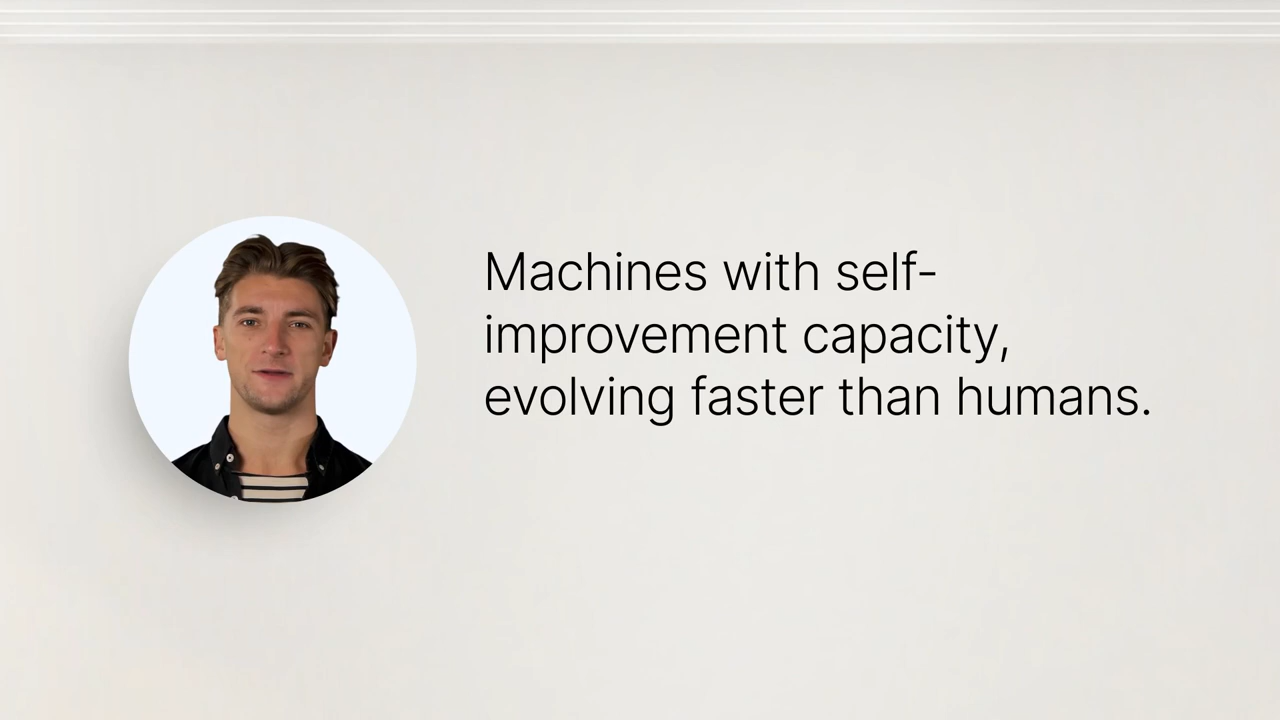 Machines with self-
improvement capacity,
evolving faster than humans.